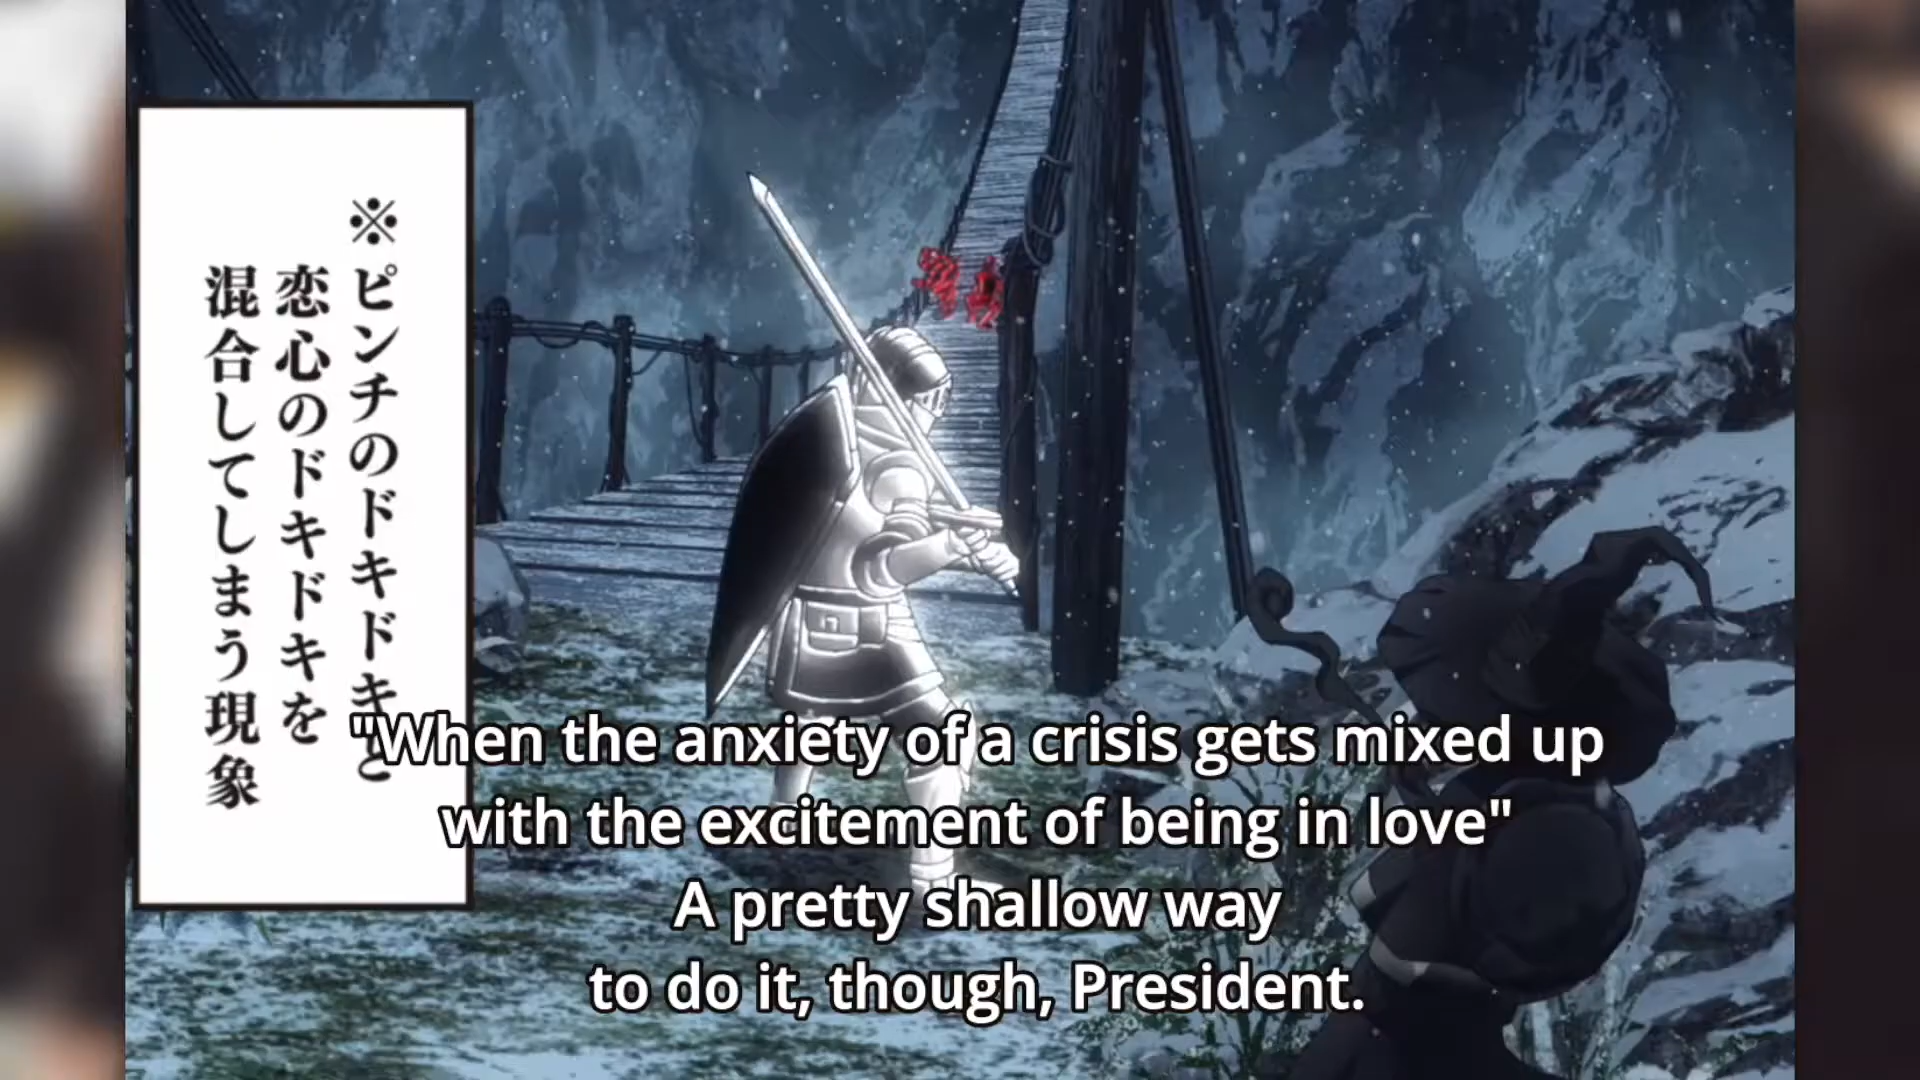 ※ピンチのドキドキと
恋心のドキドキを
混合してしまう現象
"When the anxiety of a crisis gets mixed up
with the excitement of being in love"
A pretty shallow way
to do it, though, President.